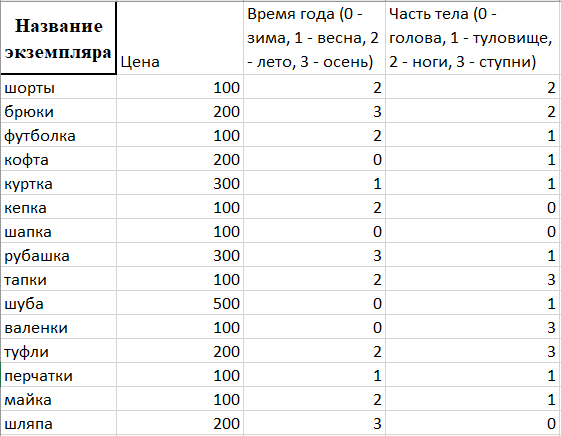 Название экземпляра Цена Время года (0 - зима, 1 - весна, 2 - лето, 3 - осень) Часть тела (0 - голова, 1 - туловище, 2 - ноги, 3 - ступни)
шорты 100 2 2
брюки 200 3 2
футболка 100 2 1
кофта 200 0 1
куртка 300 1 1
кепка 100 2 0
шапка 100 0 0
рубашка 300 3 1
тапки 100 2 3
шуба 500 0 1
валенки 100 0 3
туфли 200 2 3
перчатки 100 1 1
майка 100 2 1
шляпа 200 3 0